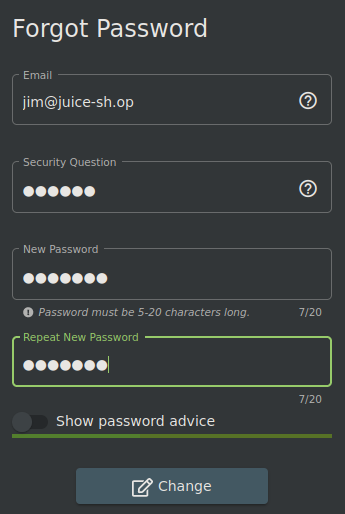 Forgot Password
Email
jim@juice-sh.op
Security Question
●●●●●●
New Password
●●●●●●●
Password must be 5-20 characters long. 7/20
Repeat New Password
●●●●●●●
7/20
Show password advice
Change